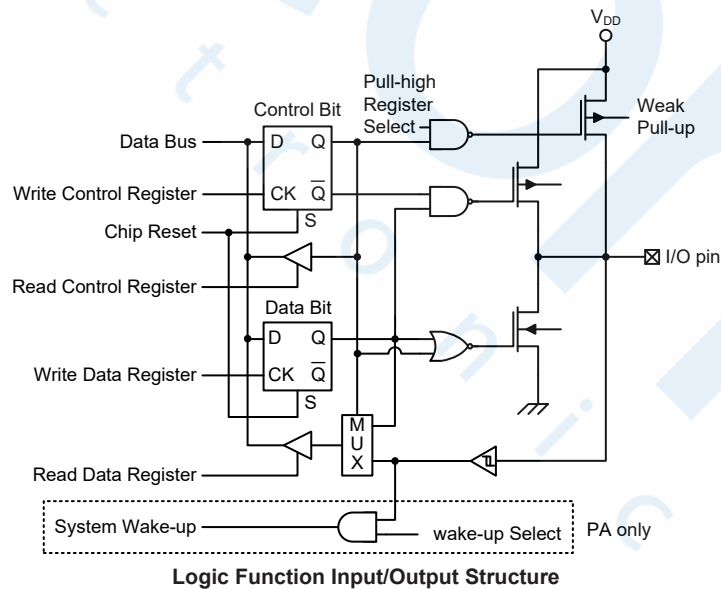 V_DD
Pull-high
Register
Select
Control Bit
Weak
Pull-up
Data Bus
D Q
Write Control Register
CK Q̅
Chip Reset
S
I/O pin
Read Control Register
Data Bit
D Q
Write Data Register
CK Q̅
S
M
U
X
Read Data Register
System Wake-up
wake-up Select
PA only
Logic Function Input/Output Structure
t
r
o
n
i
c